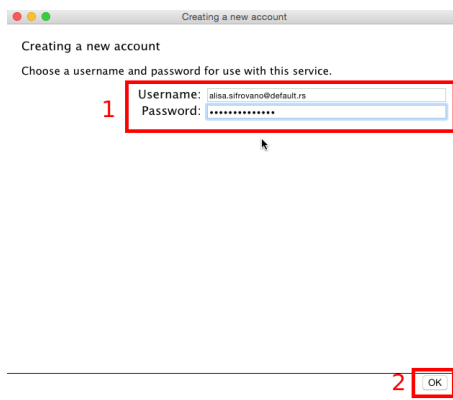 Creating a new account
Creating a new account
Choose a username and password for use with this service.
Username: alisa.sifrovano@default.rs
1
Password: ••••••••••••••
2 OK